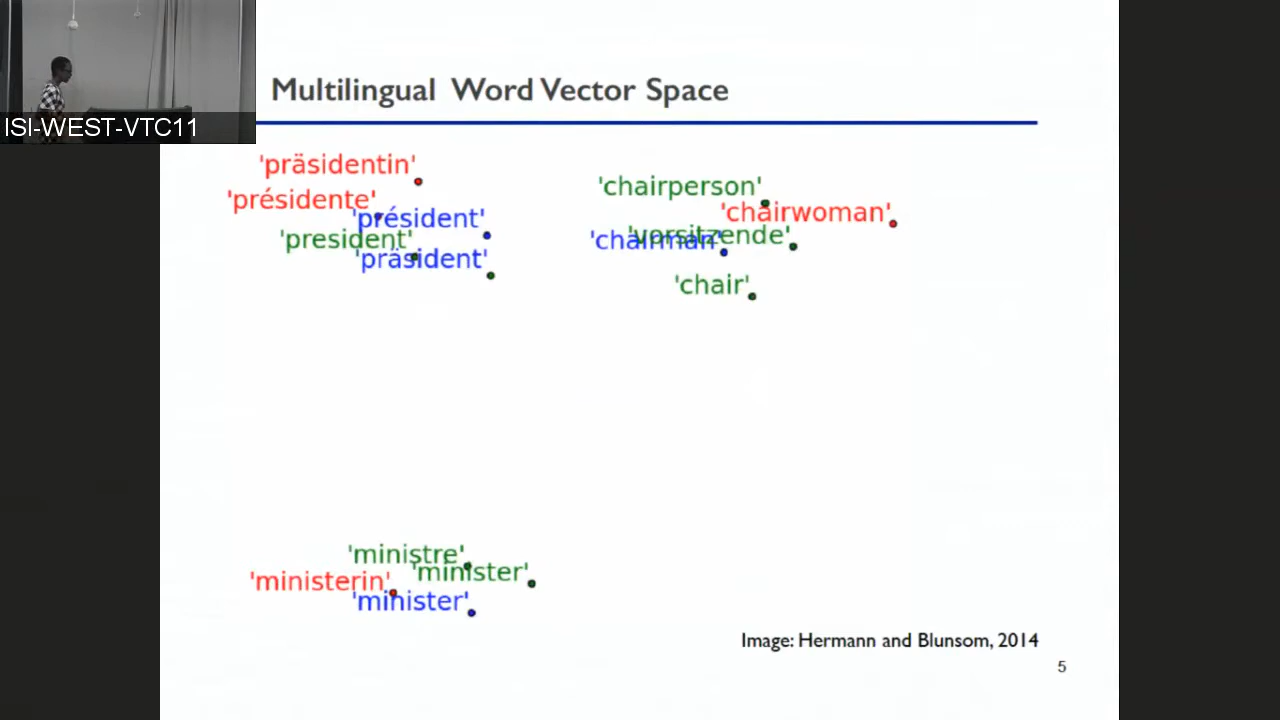 ISI-WEST-VTC11
Multilingual Word Vector Space
'präsidentin'
'présidente'
'président'
'president'
'präsident'
'chairperson'
'chairwoman'
'vorsitzende'
'chairman'
'chair'
'ministre'
'minister'
'ministerin'
'minister'
Image: Hermann and Blunsom, 2014
5